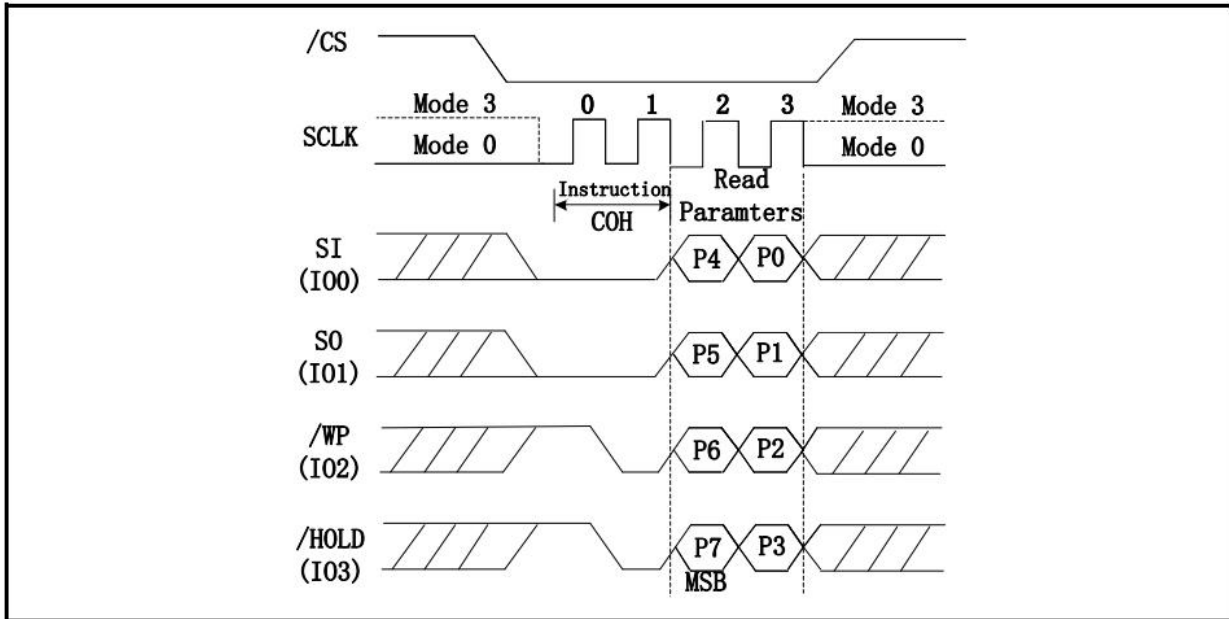 /CS
Mode 3 0 1 2 3 Mode 3
SCLK
Mode 0 Mode 0
Instruction Read
COH Paramters
SI
(IO0)
P4 P0
SO
(IO1)
P5 P1
/WP
(IO2)
P6 P2
/HOLD
(IO3)
P7 P3
MSB